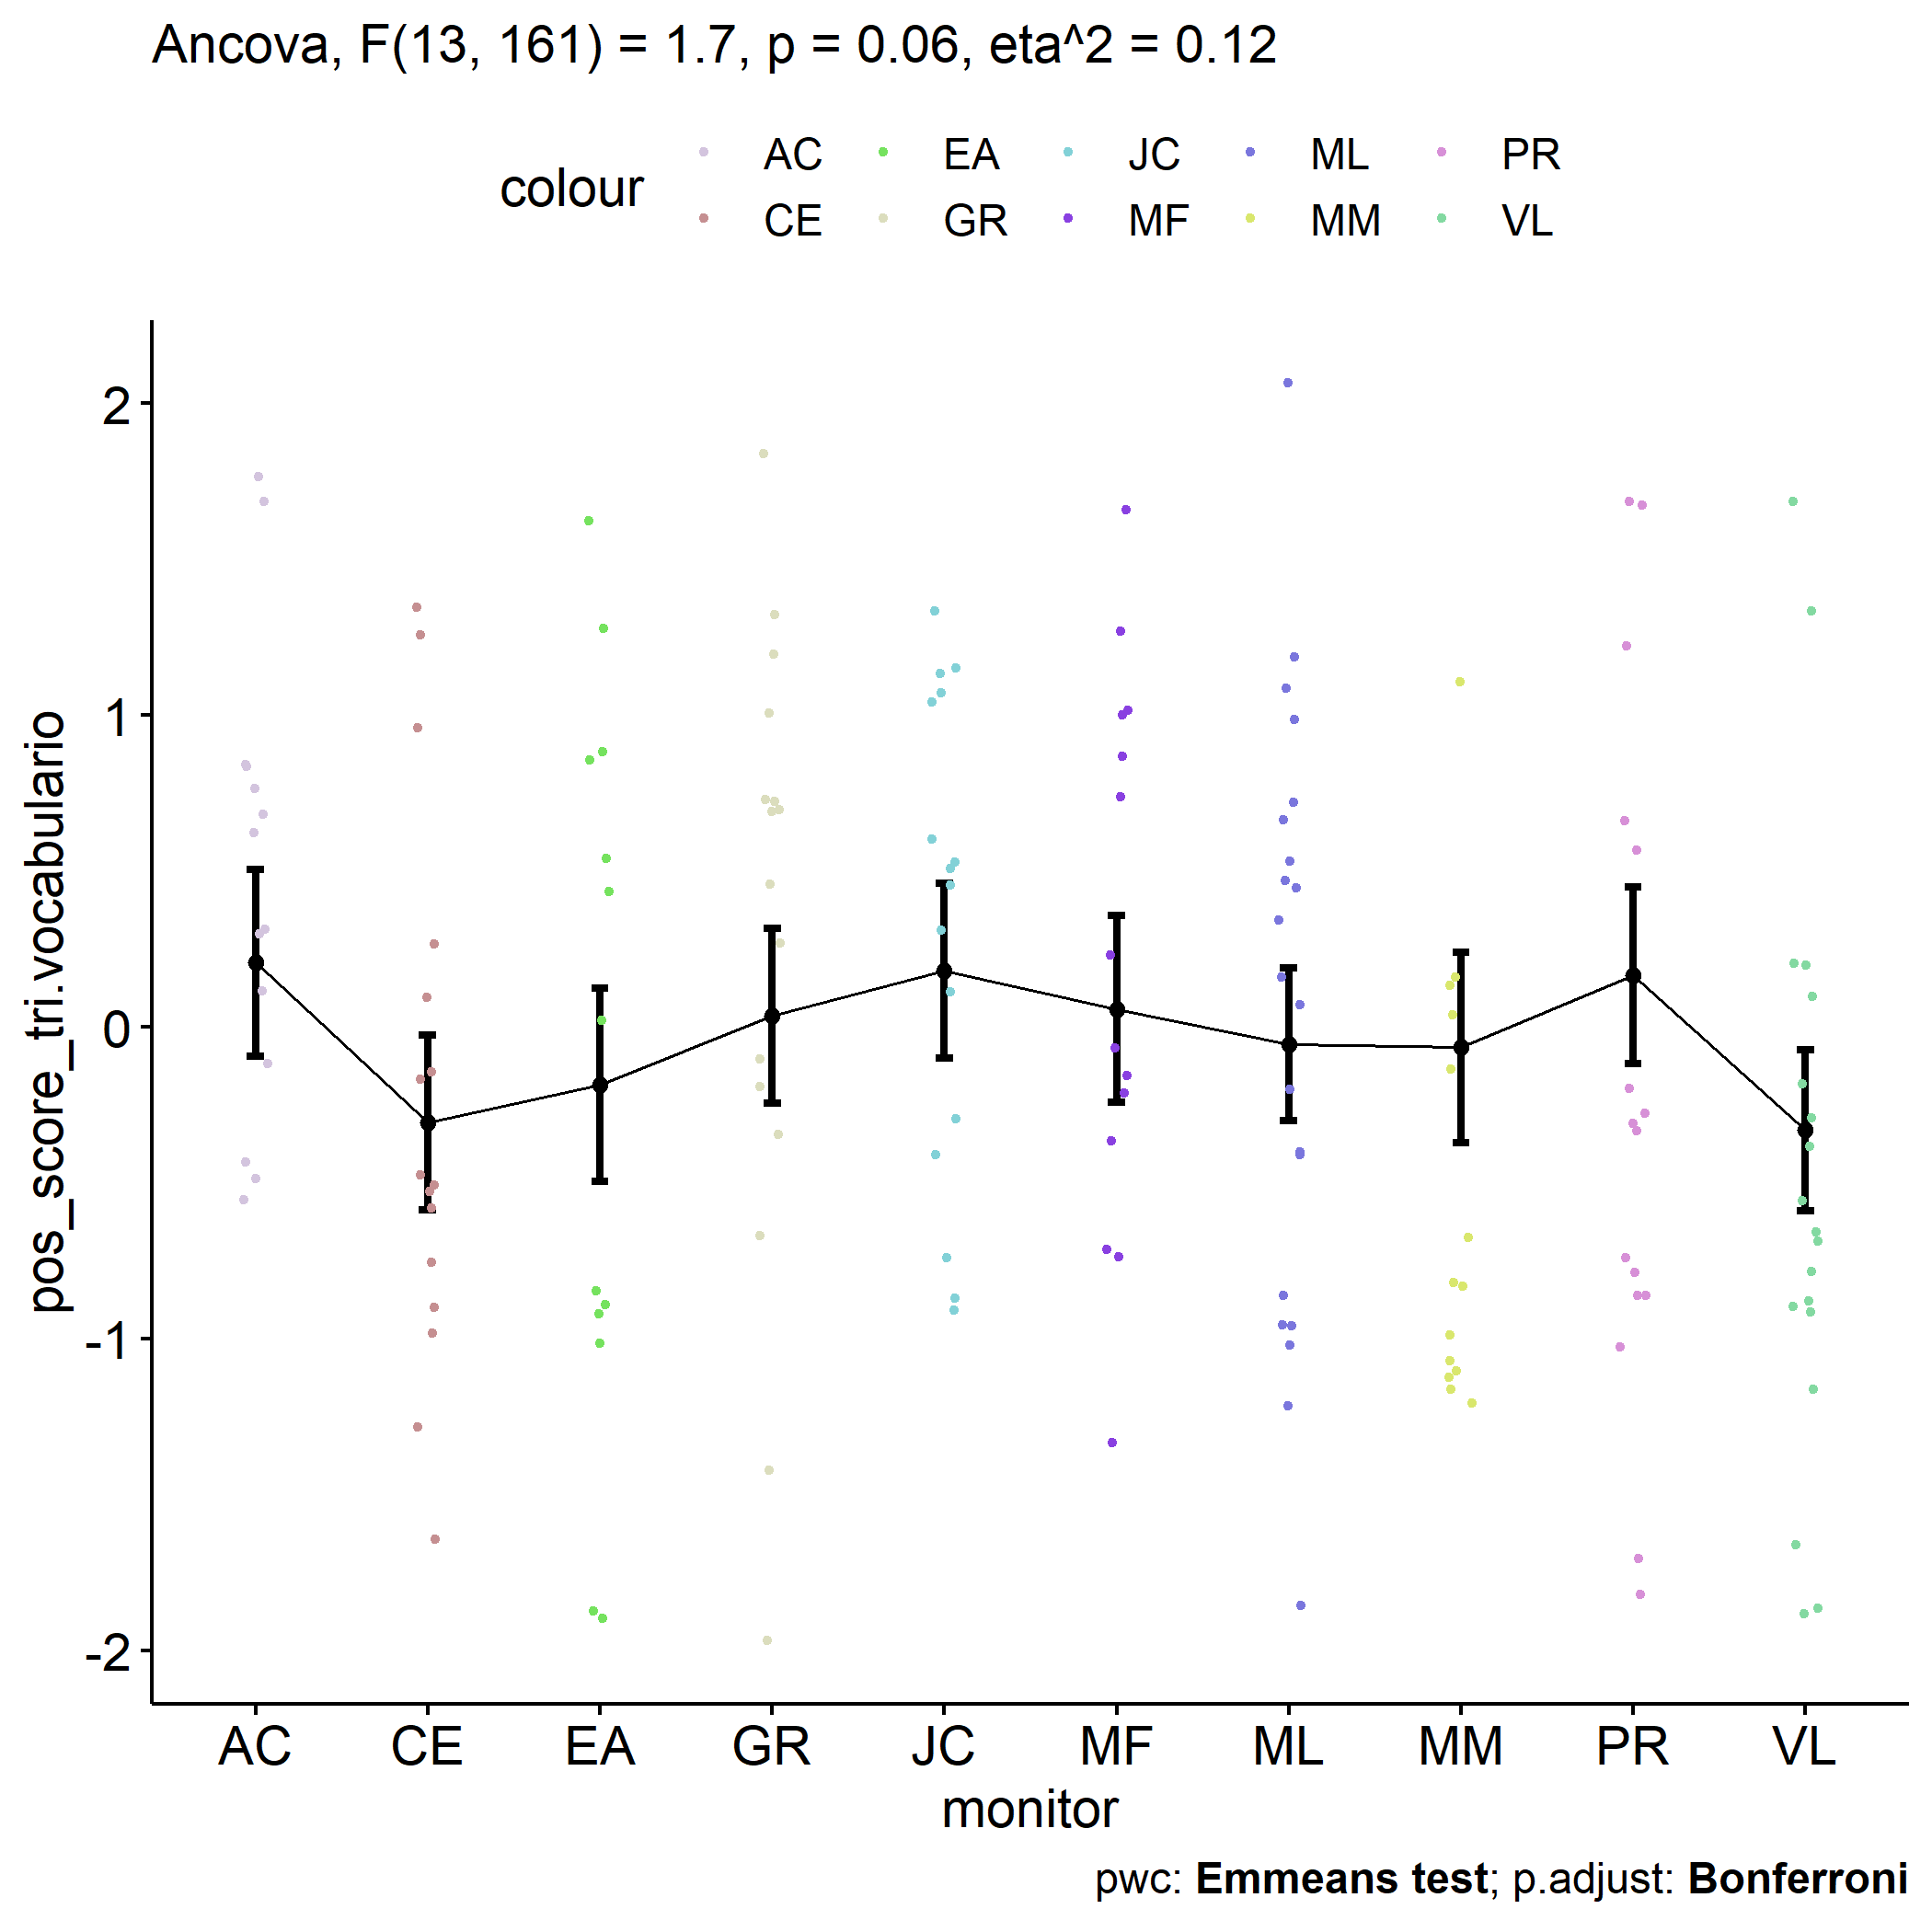 Ancova, F(13, 161) = 1.7, p = 0.06, eta^2 = 0.12
colour
AC EA JC ML PR
CE GR MF MM VL
pos_score_tri.vocabulario
2
1
0
-1
-2
AC CE EA GR JC MF ML MM PR VL
monitor
pwc: Emmeans test; p.adjust: Bonferroni